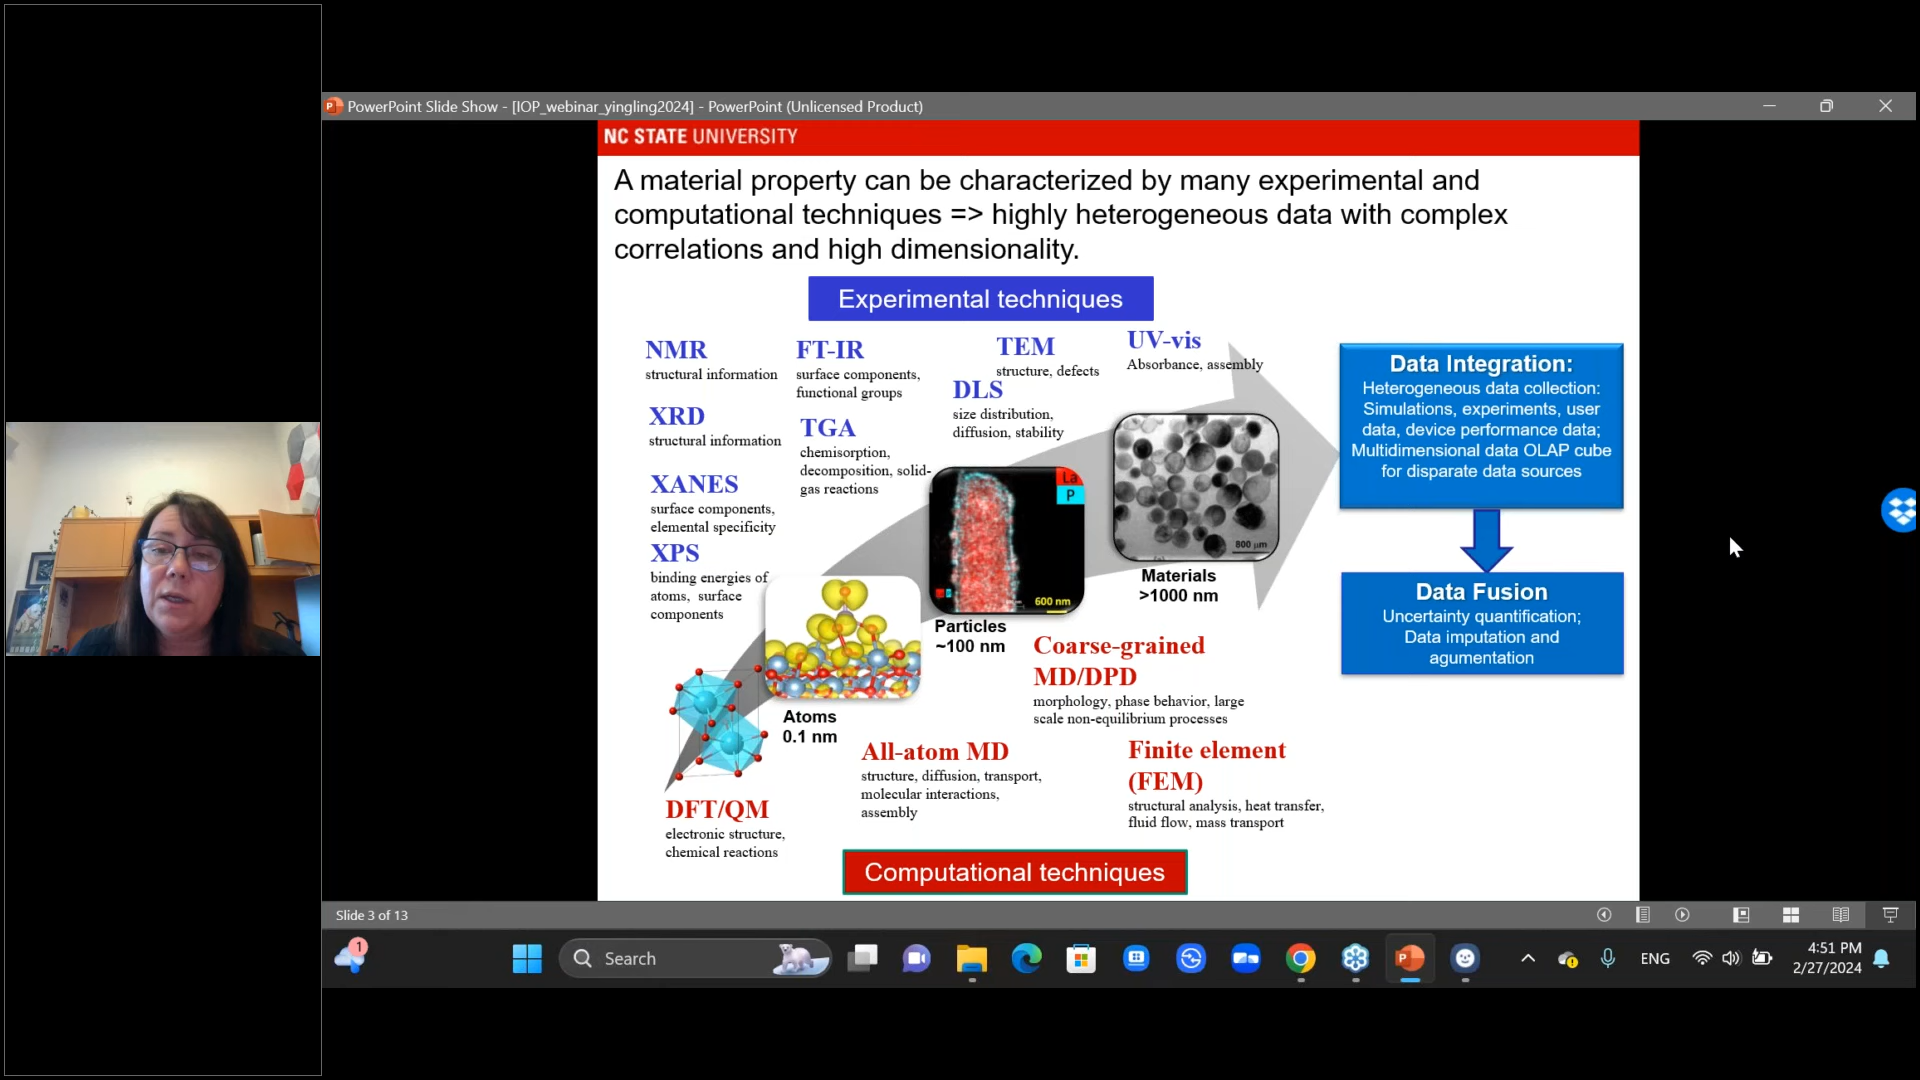 PowerPoint Slide Show - [IOP_webinar_yingling2024] - PowerPoint (Unlicensed Product)
NC STATE UNIVERSITY
A material property can be characterized by many experimental and
computational techniques => highly heterogeneous data with complex
correlations and high dimensionality.
Experimental techniques
NMR
structural information
FT-IR
surface components,
functional groups
TEM
structure, defects
UV-vis
Absorbance, assembly
XRD
structural information
TGA
chemisorption,
decomposition, solid-
gas reactions
DLS
size distribution,
diffusion, stability
XANES
surface components,
elemental specificity
XPS
binding energies of
atoms, surface
components
La
P
600 nm
800 μm
Atoms
0.1 nm
Particles
~100 nm
Materials
>1000 nm
Data Integration:
Heterogeneous data collection:
Simulations, experiments, user
data, device performance data;
Multidimensional data OLAP cube
for disparate data sources
Data Fusion
Uncertainty quantification;
Data imputation and
agumentation
Coarse-grained
MD/DPD
morphology, phase behavior, large
scale non-equilibrium processes
All-atom MD
structure, diffusion, transport,
molecular interactions,
assembly
Finite element
(FEM)
structural analysis, heat transfer,
fluid flow, mass transport
DFT/QM
electronic structure,
chemical reactions
Computational techniques
Slide 3 of 13
1
Search
ENG
4:51 PM
2/27/2024